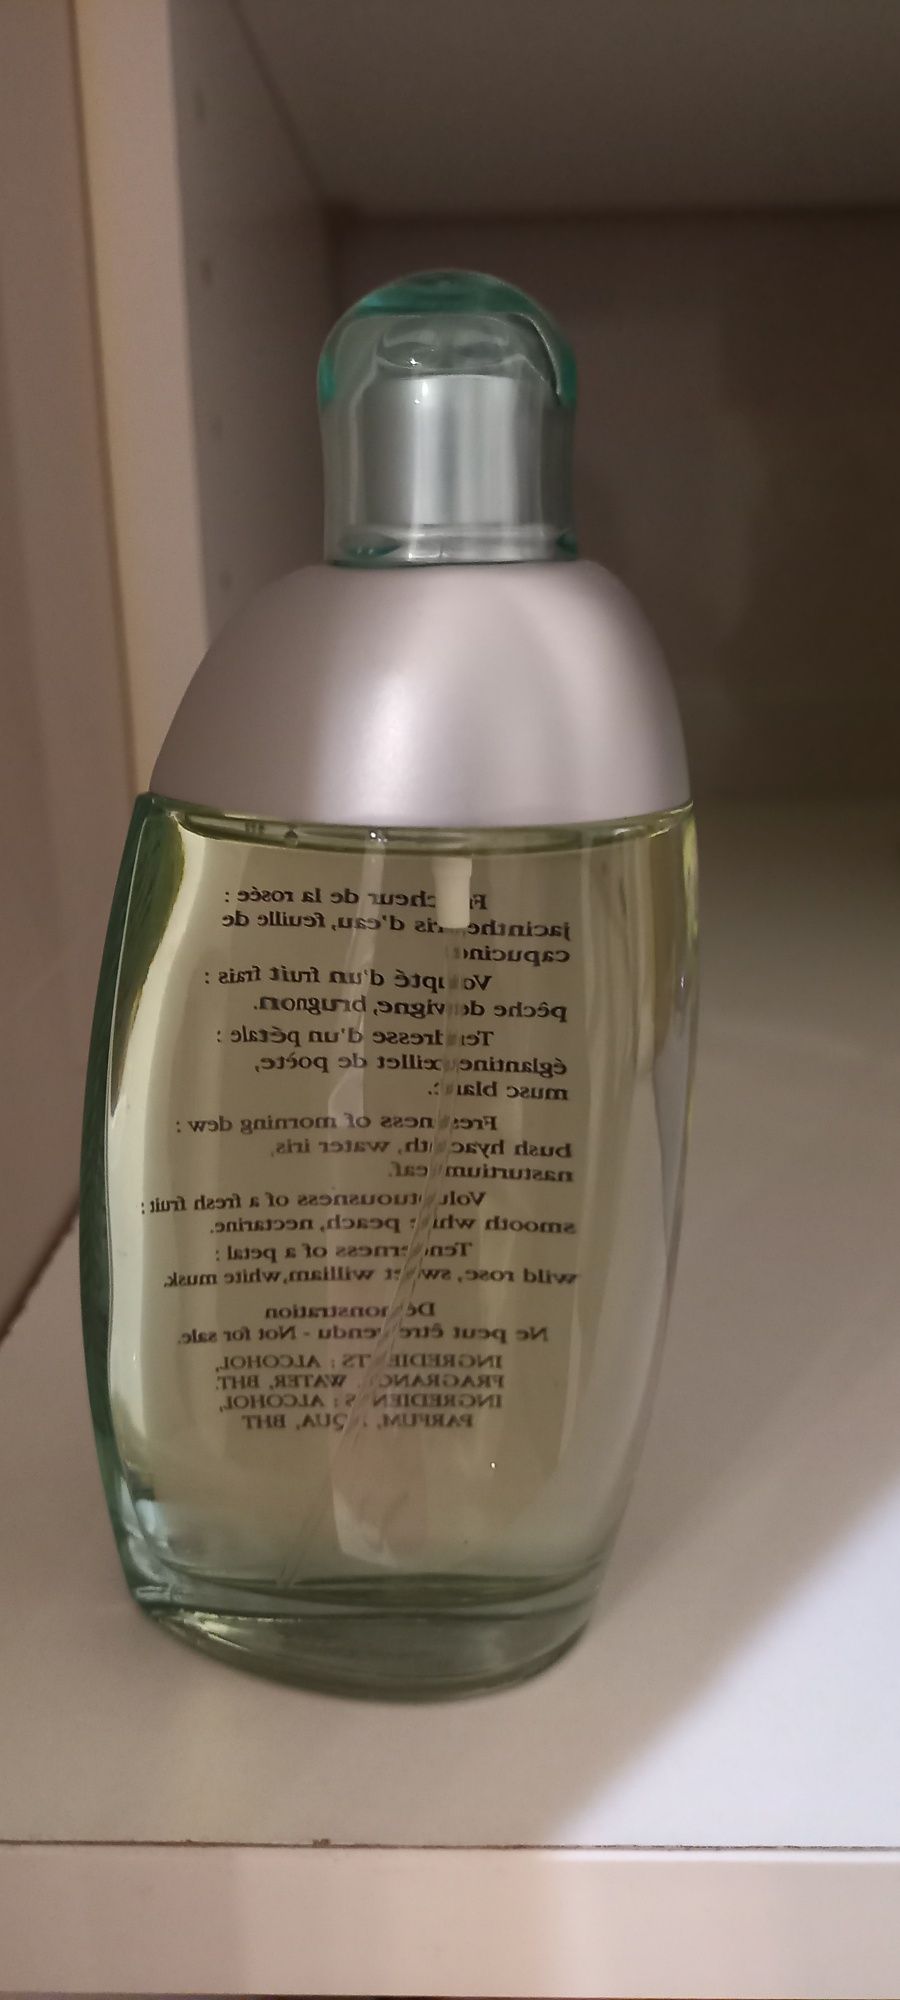 Fraîcheur de la rosée :
jacinthe, iris d'eau, feuille de
capucine
Volupté d'un fruit frais :
pêche de vigne, brugnon.
Tendresse d'un pétale :
églantine, œillet de poète,
musc blanc.
Freshness of morning dew :
bush hyacinth, water iris,
nasturtium leaf.
Voluptuousness of a fresh fruit :
smooth white peach, nectarine.
Tenderness of a petal :
wild rose, sweet william, white musk.
Démonstration
Ne peut être vendu - Not for sale.
INGREDIENTS : ALCOHOL,
FRAGRANCE, WATER, BHT.
INGREDIENTS : ALCOHOL,
PARFUM, AQUA, BHT